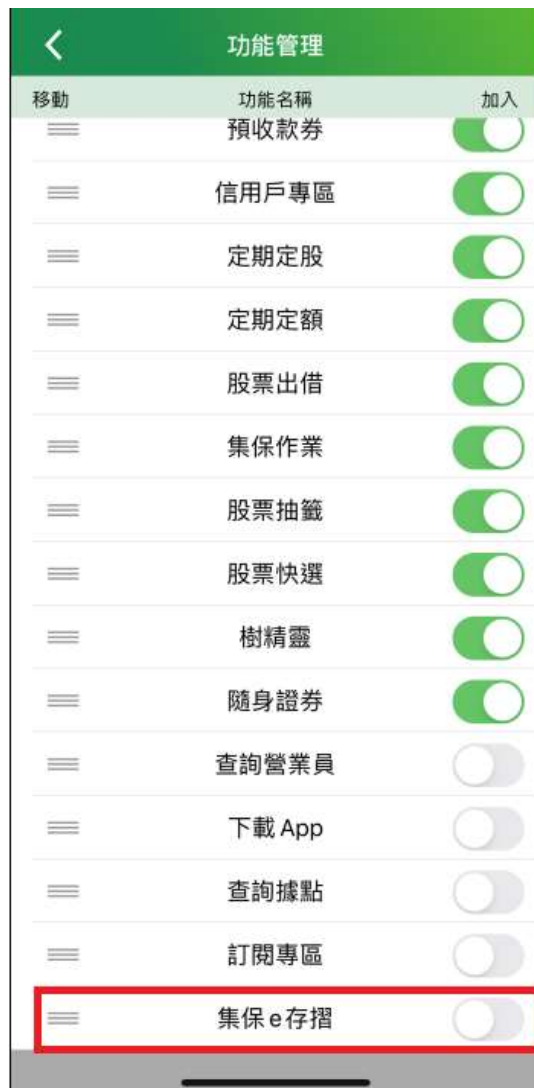 功能管理
移動 功能名稱 加入
預收款券
信用戶專區
定期定股
定期定額
股票出借
集保作業
股票抽籤
股票快選
樹精靈
隨身證券
查詢營業員
下載 App
查詢據點
訂閱專區
集保e存摺